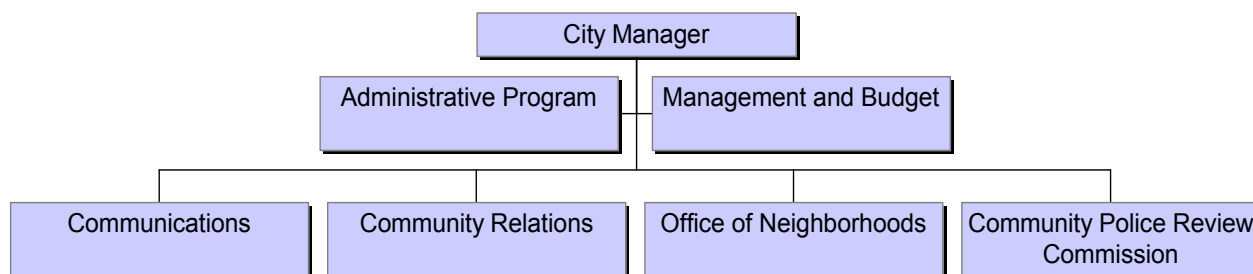 City Manager
Administrative Program
Management and Budget
Communications
Community Relations
Office of Neighborhoods
Community Police Review
Commission